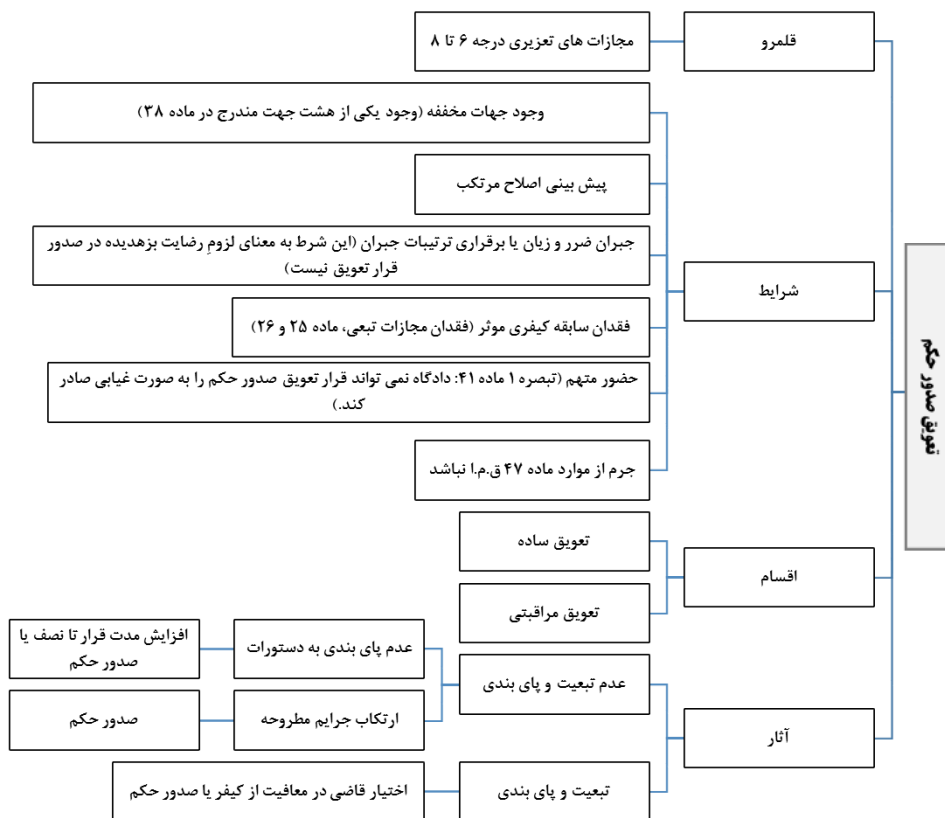 تعویق صدور حکم
قلمرو
مجازات های تعزیری درجه ۶ تا ۸
شرایط
وجود جهات مخففه (وجود یکی از هشت جهت مندرج در ماده ۳۸)
پیش بینی اصلاح مرتکب
جبران ضرر و زیان یا برقراری ترتیبات جبران (این شرط به معنای لزومِ رضایت بزهدیده در صدور
قرار تعویق نیست)
فقدان سابقه کیفری موثر (فقدان مجازات تبعی، ماده ۲۵ و ۲۶)
حضور متهم (تبصره ۱ ماده ۴۱: دادگاه نمی تواند قرار تعویق صدور حکم را به صورت غیابی صادر
کند.)
جرم از موارد ماده ۴۷ ق.م.ا نباشد
اقسام
تعویق ساده
تعویق مراقبتی
آثار
عدم تبعیت و پای بندی
عدم پای بندی به دستورات
افزایش مدت قرار تا نصف یا
صدور حکم
ارتکاب جرایم مطروحه
صدور حکم
تبعیت و پای بندی
اختیار قاضی در معافیت از کیفر یا صدور حکم